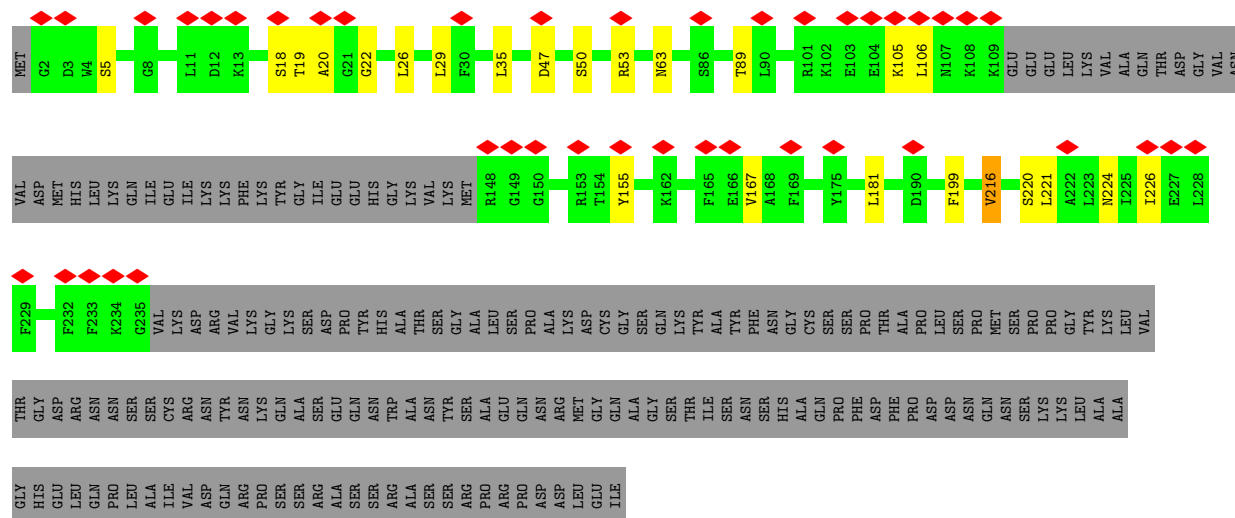 MET G2 D3 W4 S5 G8 L11 D12 K13 S18 T19 A20 G21 G22 L26 L29 F30 L35 D47 S50 R53 N63 S86 T89 L90 R101 K102 E103 E104 K105 L106 N107 K108 K109 GLU GLU GLU LEU LYS VAL ALA GLN THR ASP GLY VAL ASN
VAL ASP MET HIS LEU LYS GLN ILE GLU ILE LYS LYS PHE LYS TYR GLY ILE GLU GLU HIS GLY LYS VAL LYS MET R148 G149 G150 R153 T154 Y155 K162 F165 E166 V167 A168 F169 Y175 L181 D190 F199 V216 S220 L221 A222 L223 N224 I225 I226 E227 L228
F229 F232 F233 K234 G235 VAL LYS ASP ARG VAL LYS GLY LYS SER ASP PRO TYR HIS ALA THR SER GLY ALA LEU SER PRO ALA LYS ASP CYS GLY SER GLN LYS TYR ALA TYR PHE ASN GLY CYS SER SER PRO THR ALA PRO LEU SER PRO MET SER PRO PRO GLY TYR LYS LEU VAL
THR GLY ASP ARG ASN ASN SER SER CYS ARG ASN TYR ASN LYS GLN ALA SER GLU GLN ASN TRP ALA ASN TYR SER ALA GLU GLN ASN ARG MET GLY GLN ALA GLY SER THR ILE SER ASN SER HIS ALA GLN PRO PHE ASP PHE PRO ASP ASP ASN GLN ASN SER LYS LYS LEU ALA ALA
GLY HIS GLU LEU GLN PRO LEU ALA ILE VAL ASP GLN ARG PRO SER SER ARG ALA SER SER ARG ALA SER SER ARG PRO ARG PRO ASP ASP LEU GLU ILE